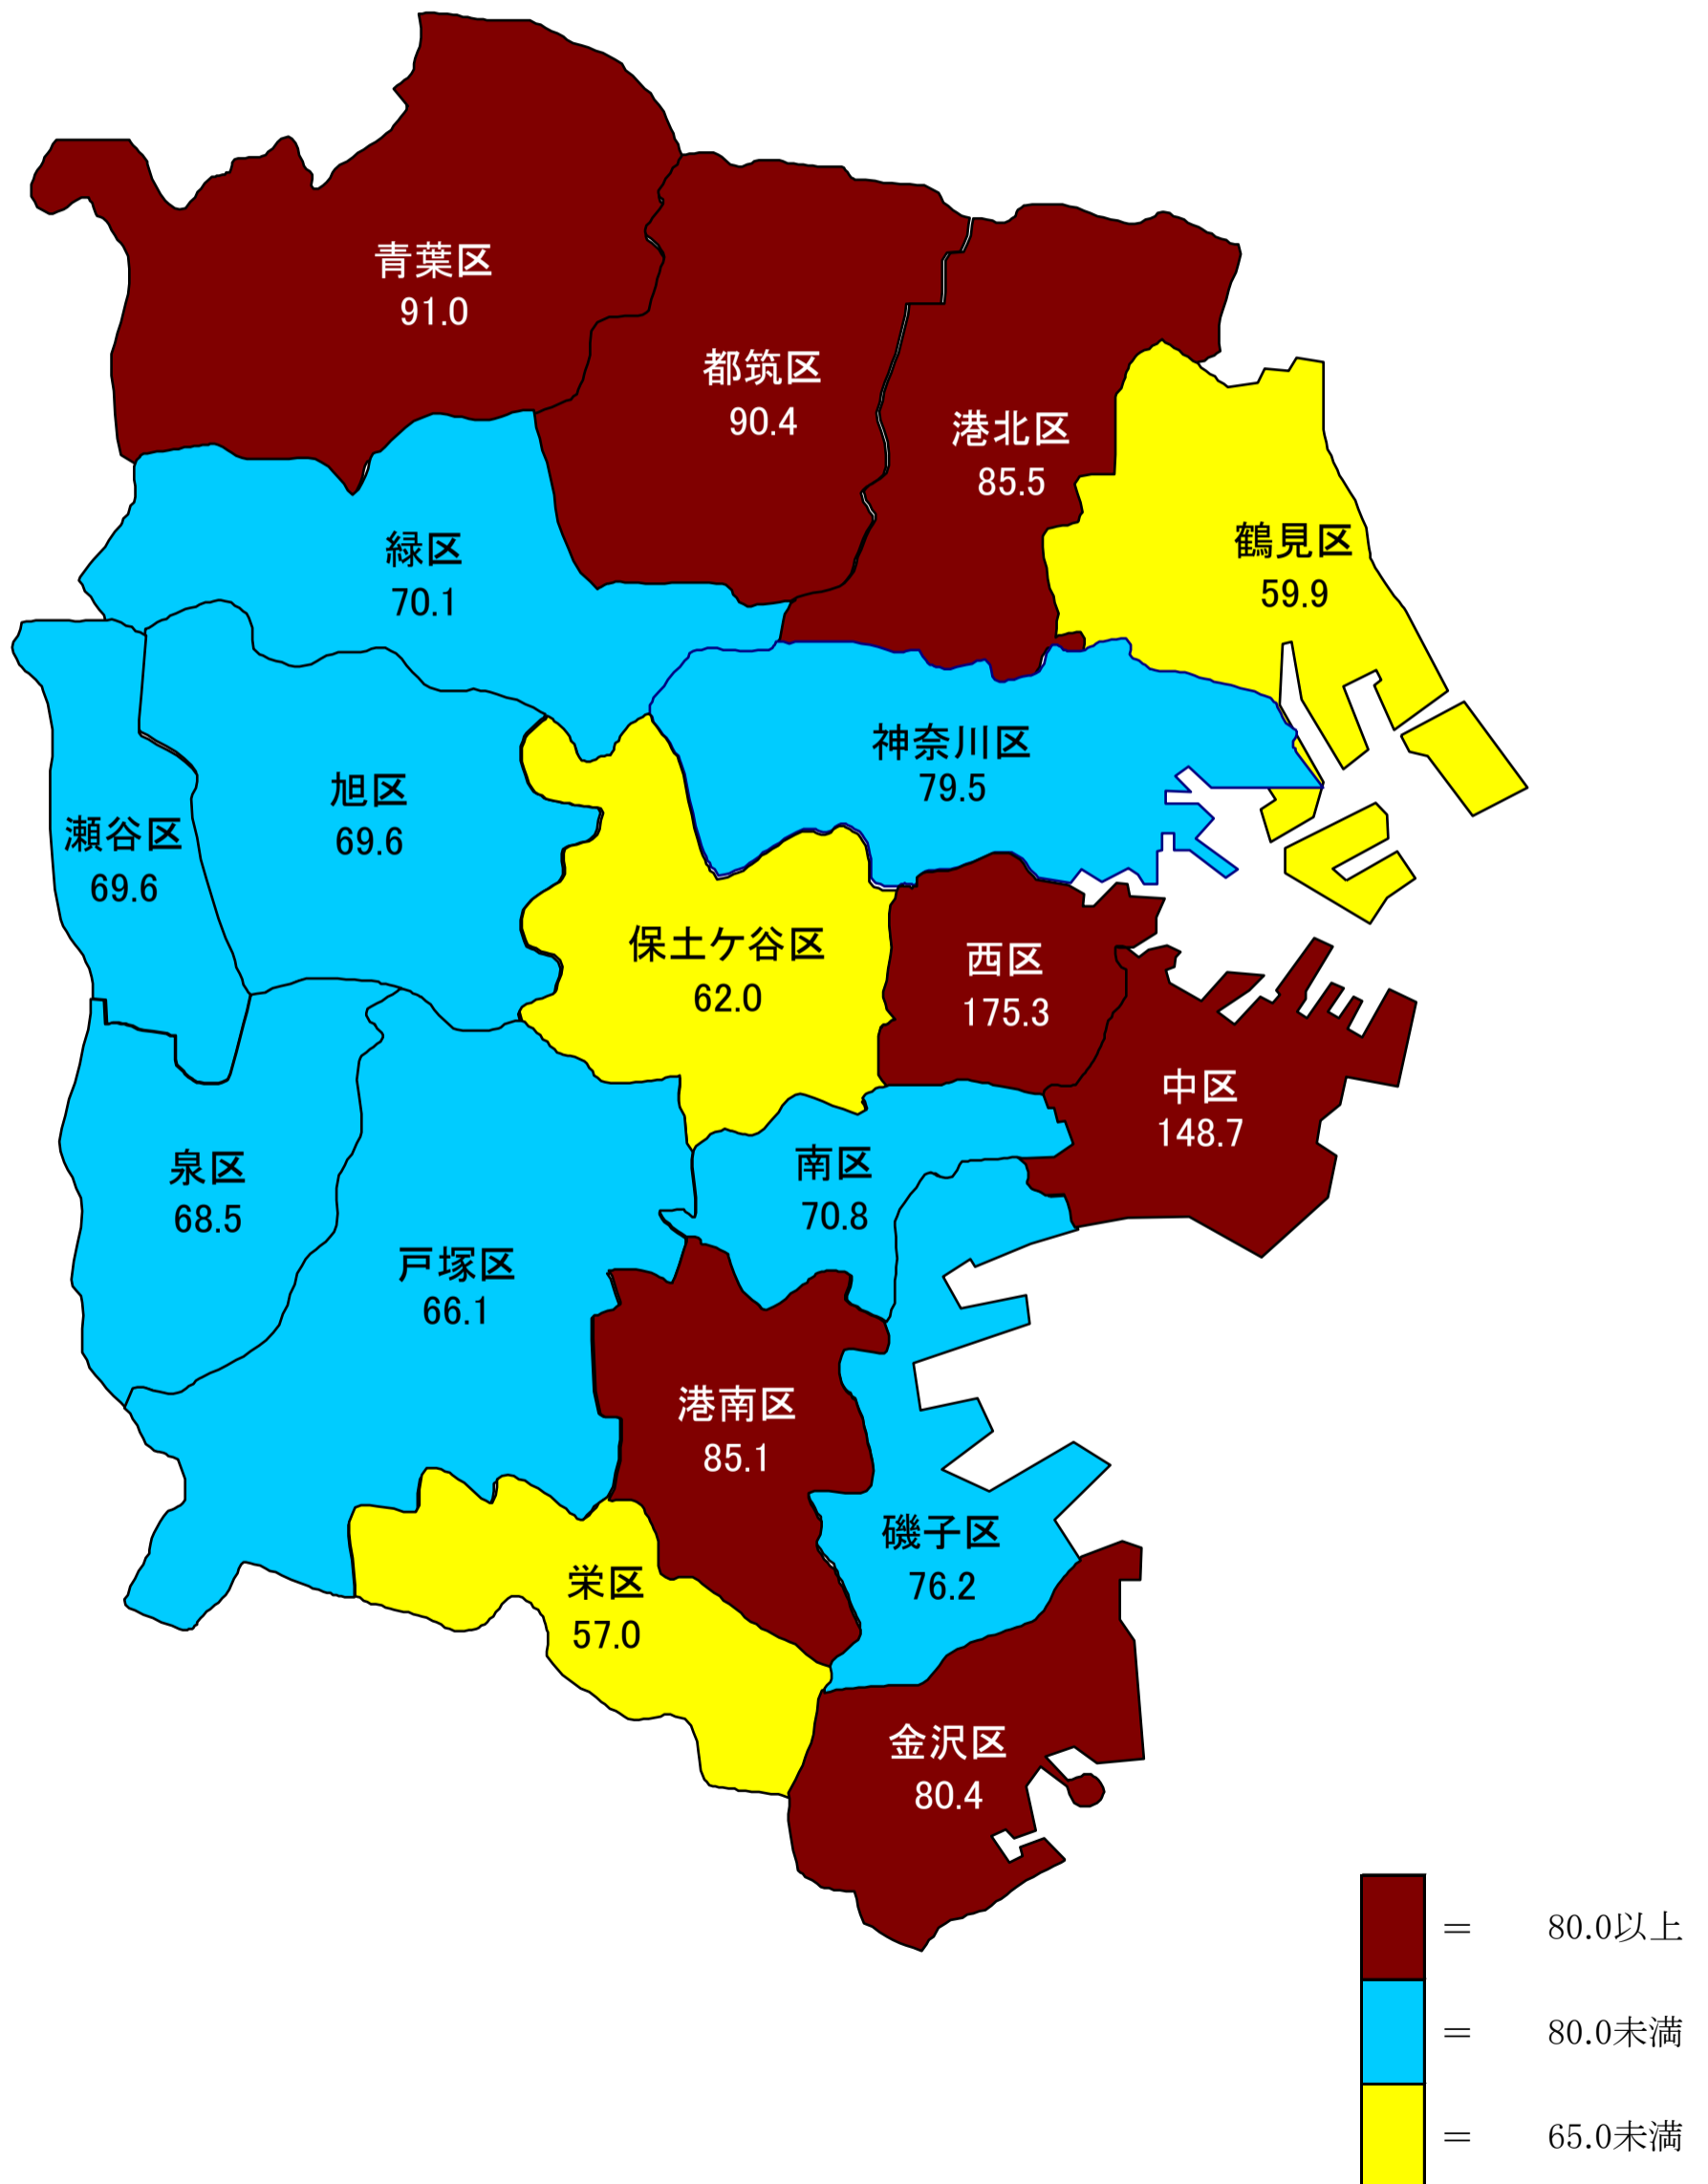 青葉区
91.0
都筑区
90.4
港北区
85.5
鶴見区
59.9
緑区
70.1
神奈川区
79.5
旭区
69.6
瀬谷区
69.6
保土ケ谷区
62.0
西区
175.3
中区
148.7
泉区
68.5
南区
70.8
戸塚区
66.1
港南区
85.1
磯子区
76.2
栄区
57.0
金沢区
80.4
＝ 80.0以上
＝ 80.0未満
＝ 65.0未満